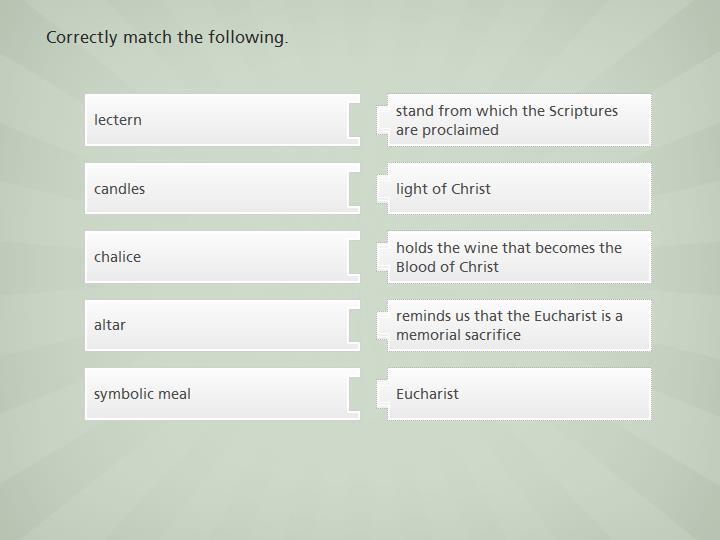 Correctly match the following.
lectern
stand from which the Scriptures
are proclaimed
candles
light of Christ
chalice
holds the wine that becomes the
Blood of Christ
altar
reminds us that the Eucharist is a
memorial sacrifice
symbolic meal
Eucharist